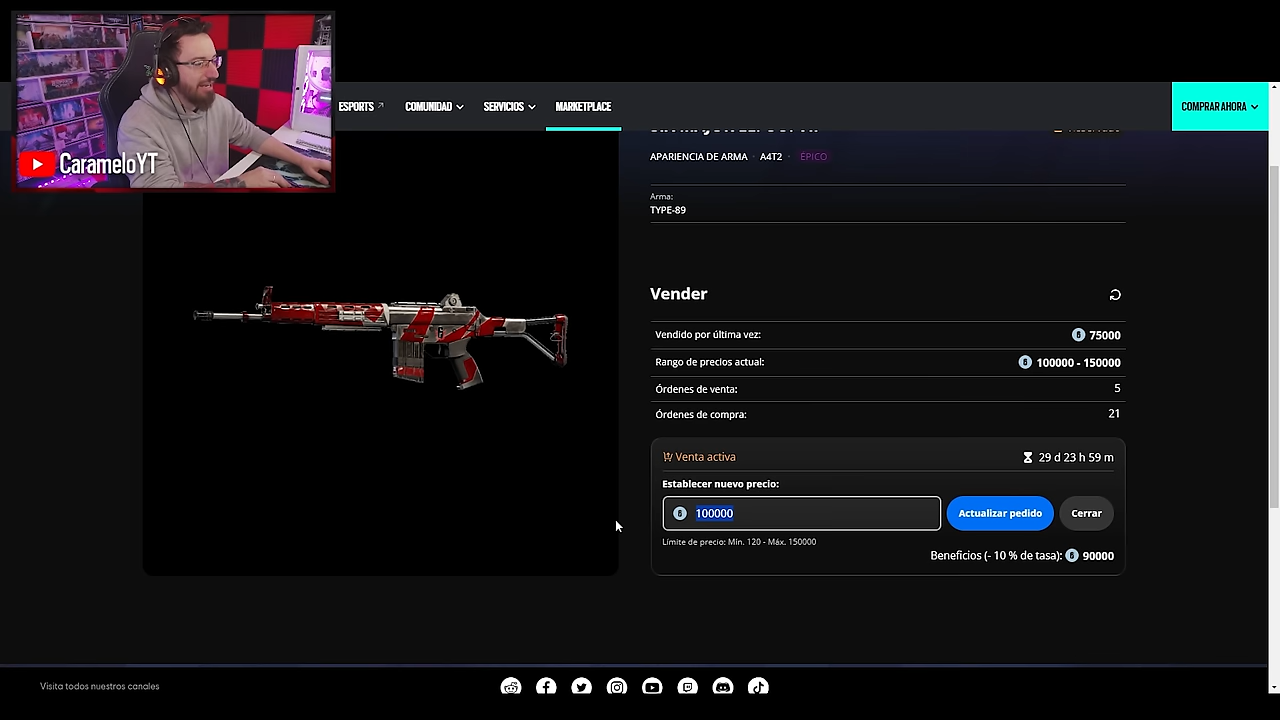 CarameloYT
ESPORTS
COMUNIDAD
SERVICIOS
MARKETPLACE
COMPRAR AHORA
APARIENCIA DE ARMA · A4T2 · ÉPICO
Arma:
TYPE-89
Vender
Vendido por última vez: 75000
Rango de precios actual: 100000 - 150000
Órdenes de venta: 5
Órdenes de compra: 21
Venta activa 29 d 23 h 59 m
Establecer nuevo precio:
100000 Actualizar pedido Cerrar
Límite de precio: Mín. 120 - Máx. 150000
Beneficios (- 10 % de tasa): 90000
Visita todos nuestros canales